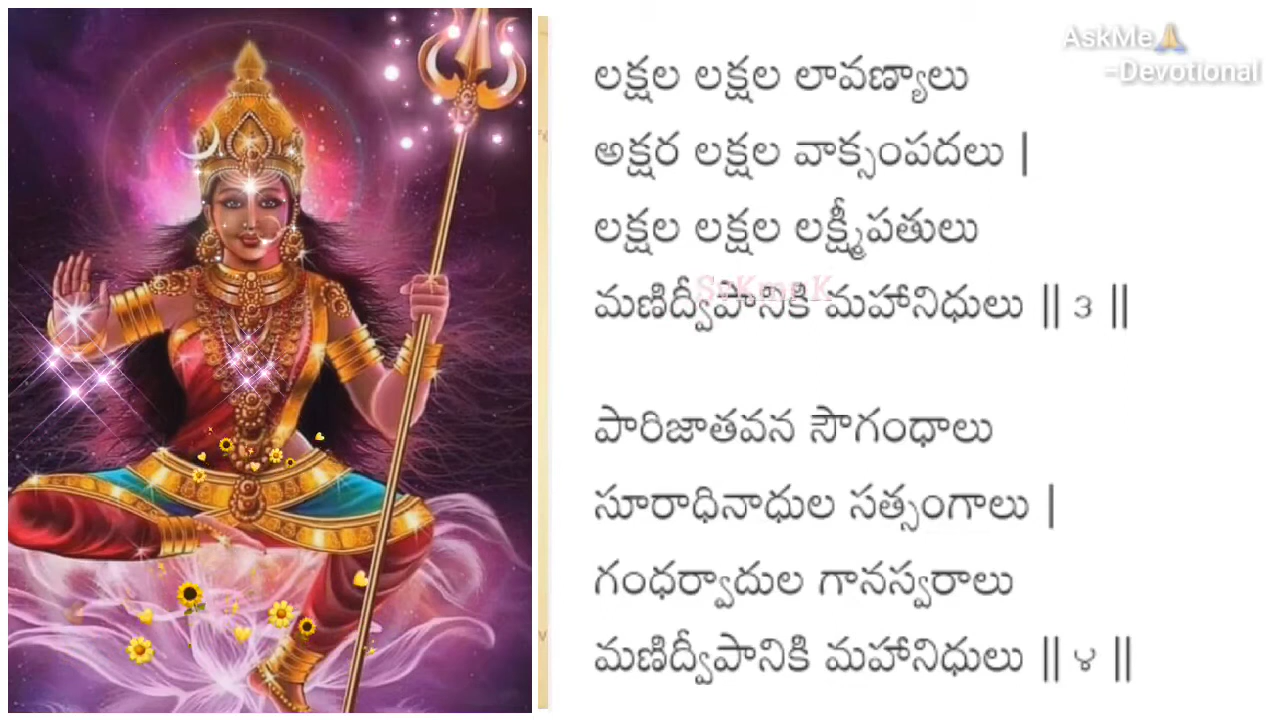 AskMe🙏
-Devotional
లక్షల లక్షల లావణ్యాలు
అక్షర లక్షల వాక్సంపదలు |
లక్షల లక్షల లక్ష్మీపతులు
మణిద్వీపానికి మహానిధులు || ౩ ||
పారిజాతవన సౌగంధాలు
సూరాధినాధుల సత్సంగాలు |
గంధర్వాదుల గానస్వరాలు
మణిద్వీపానికి మహానిధులు || ౪ ||